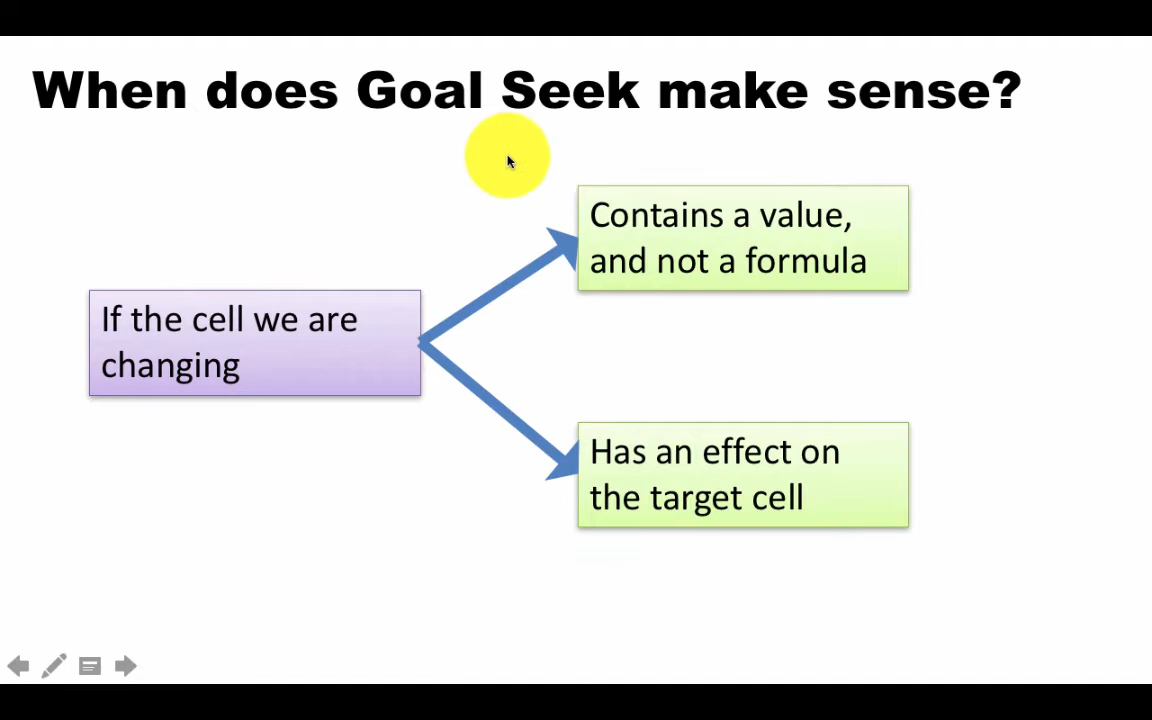 When does Goal Seek make sense?
Contains a value,
and not a formula
If the cell we are
changing
Has an effect on
the target cell